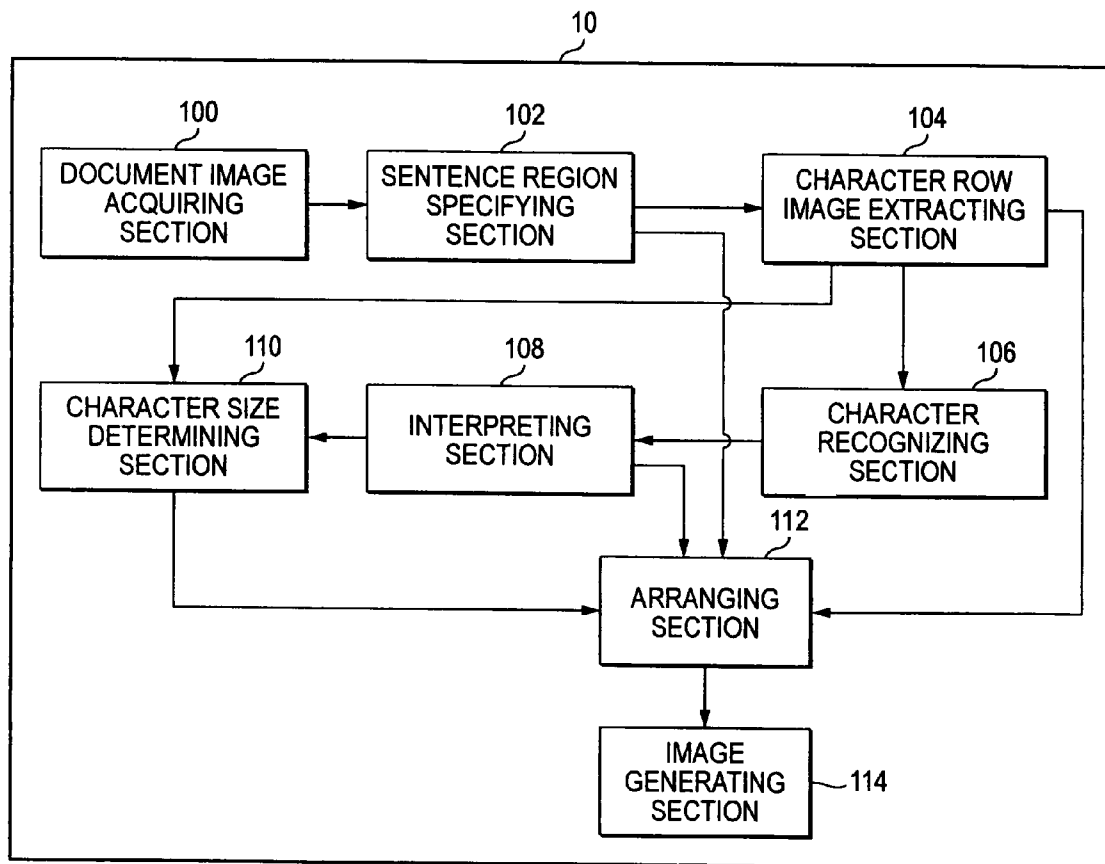 10
100
DOCUMENT IMAGE
ACQUIRING
SECTION
102
SENTENCE REGION
SPECIFYING
SECTION
104
CHARACTER ROW
IMAGE EXTRACTING
SECTION
110
CHARACTER SIZE
DETERMINING
SECTION
108
INTERPRETING
SECTION
106
CHARACTER
RECOGNIZING
SECTION
112
ARRANGING
SECTION
IMAGE
GENERATING
SECTION
114